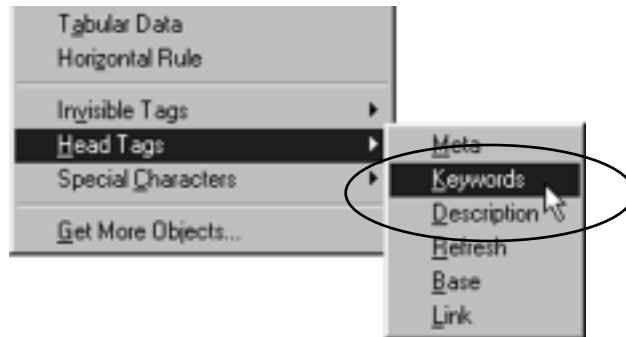 Tabular Data
Horizontal Rule
Invisible Tags
Head Tags
Special Characters
Get More Objects...
Meta
Keywords
Description
Refresh
Base
Link